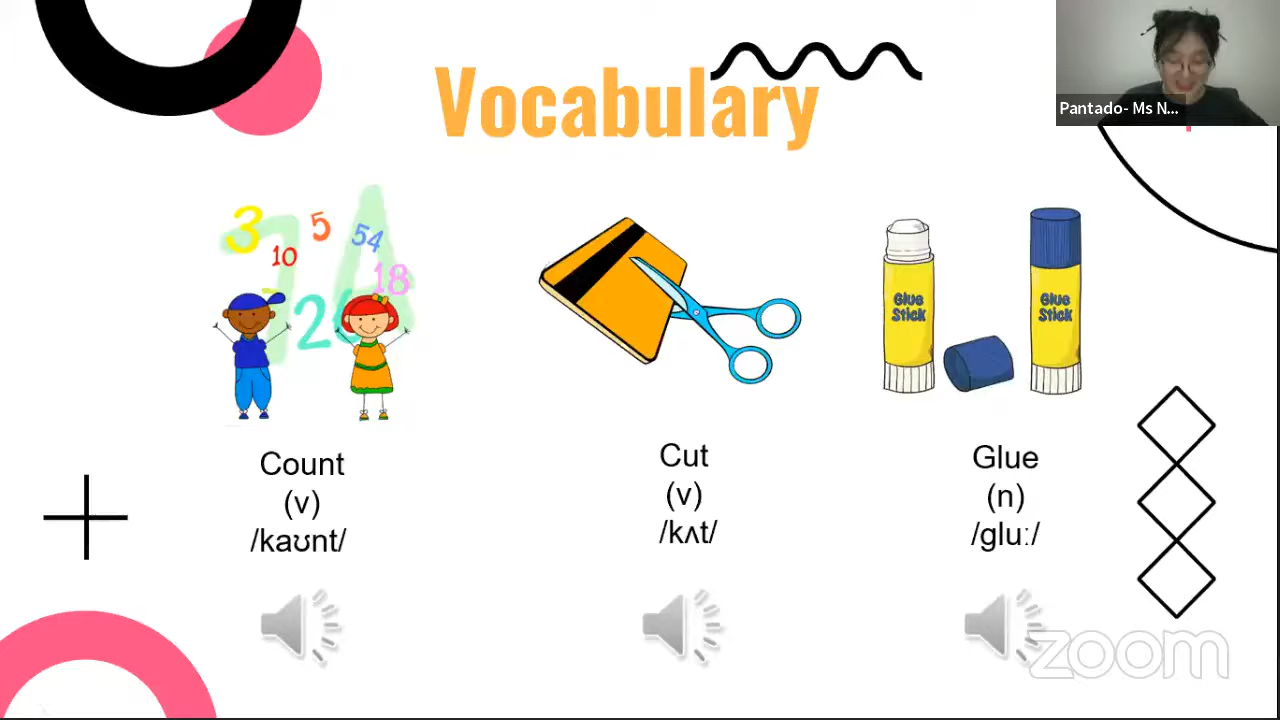 Vocabulary
Pantado- Ms N...
3
5
54
10
18
Glue
Stick
Glue
Stick
Count
(v)
/kaʊnt/
Cut
(v)
/kʌt/
Glue
(n)
/gluː/
zoom